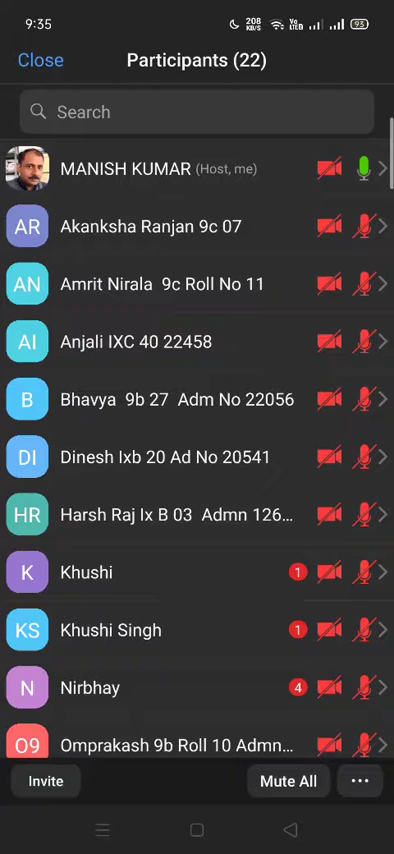 9:35 208 KB/S Vo LTE 93
Close Participants (22)
Search
MANISH KUMAR (Host, me)
AR Akanksha Ranjan 9c 07
AN Amrit Nirala 9c Roll No 11
AI Anjali IXC 40 22458
B Bhavya 9b 27 Adm No 22056
DI Dinesh Ixb 20 Ad No 20541
HR Harsh Raj Ix B 03 Admn 126...
K Khushi 1
KS Khushi Singh 1
N Nirbhay 4
O9 Omprakash 9b Roll 10 Admn...
Invite Mute All ...